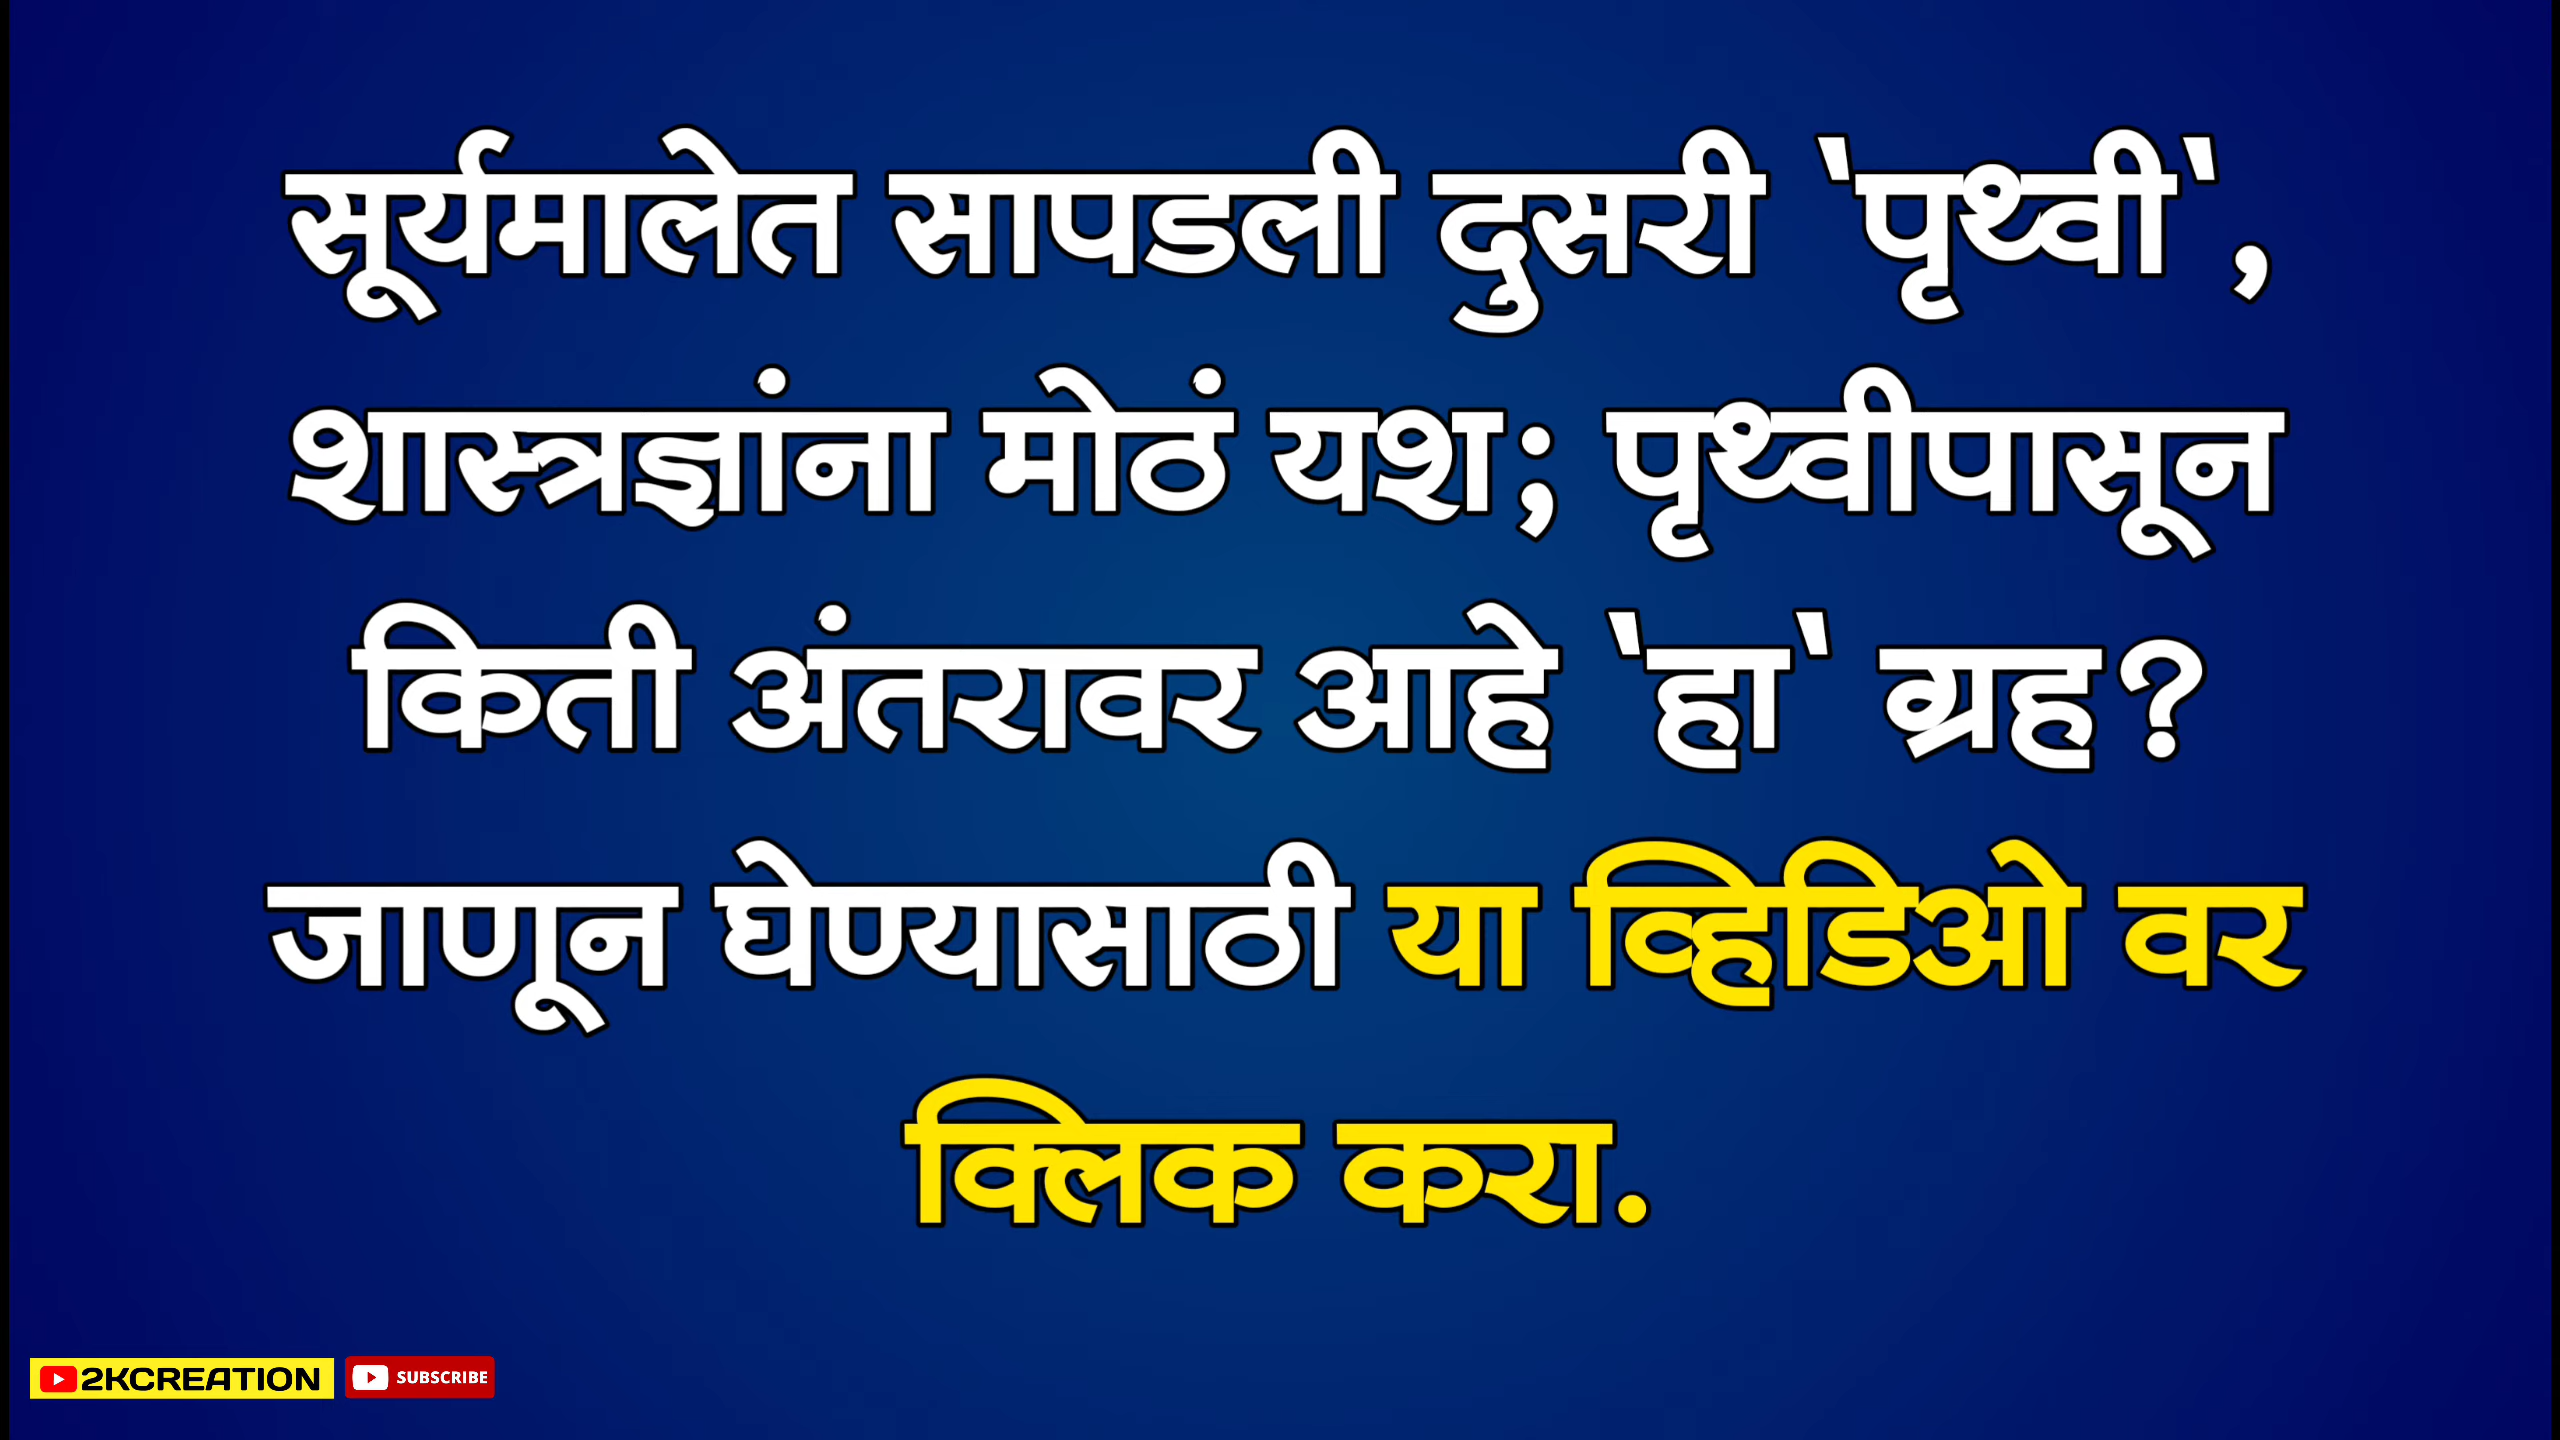 सूर्यमालेत सापडली दुसरी 'पृथ्वी',
शास्त्रज्ञांना मोठं यश; पृथ्वीपासून
किती अंतरावर आहे 'हा' ग्रह?
जाणून घेण्यासाठी या व्हिडिओ वर
क्लिक करा.
2KCREATION SUBSCRIBE